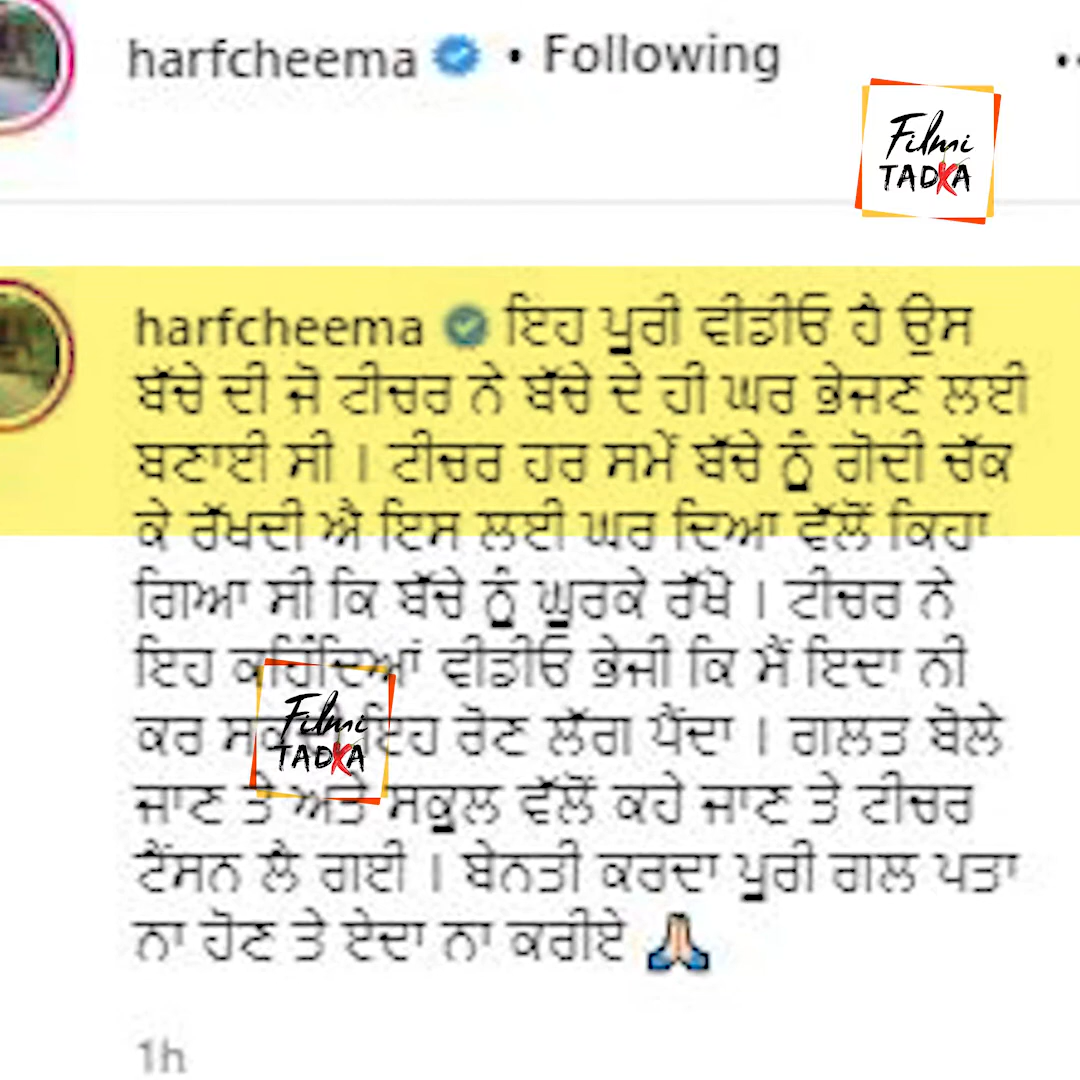 harfcheema • Following
Filmi
TADKA
harfcheema ਇਹ ਪੂਰੀ ਵੀਡੀਓ ਹੈ ਉਸ
ਬੱਚੇ ਦੀ ਜੋ ਟੀਚਰ ਨੇ ਬੱਚੇ ਦੇ ਹੀ ਘਰ ਭੇਜਣ ਲਈ
ਬਣਾਈ ਸੀ । ਟੀਚਰ ਹਰ ਸਮੇਂ ਬੱਚੇ ਨੂੰ ਗੋਦੀ ਚੱਕ
ਕੇ ਰੱਖਦੀ ਐ ਇਸ ਲਈ ਘਰ ਦਿਆ ਵੱਲੋਂ ਕਿਹਾ
ਗਿਆ ਸੀ ਕਿ ਬੱਚੇ ਨੂੰ ਘੂਰਕੇ ਰੱਖੋ । ਟੀਚਰ ਨੇ
ਇਹ ਕਹਿੰਦਿਆਂ ਵੀਡੀਓ ਭੇਜੀ ਕਿ ਮੈਂ ਇਦਾ ਨੀ
ਕਰ ਇਹ ਰੋਣ ਲੱਗ ਪੈਂਦਾ । ਗਲਤ ਬੋਲੇ
Filmi
TADKA
ਜਾਣ ਤੇ ਅਤੇ ਸਕੂਲ ਵੱਲੋਂ ਕਹੇ ਜਾਣ ਤੇ ਟੀਚਰ
ਟੈਂਸਨ ਲੈ ਗਈ । ਬੇਨਤੀ ਕਰਦਾ ਪੂਰੀ ਗਲ ਪਤਾ
ਨਾ ਹੋਣ ਤੇ ਏਦਾ ਨਾ ਕਰੀਏ 🙏🏻
1h